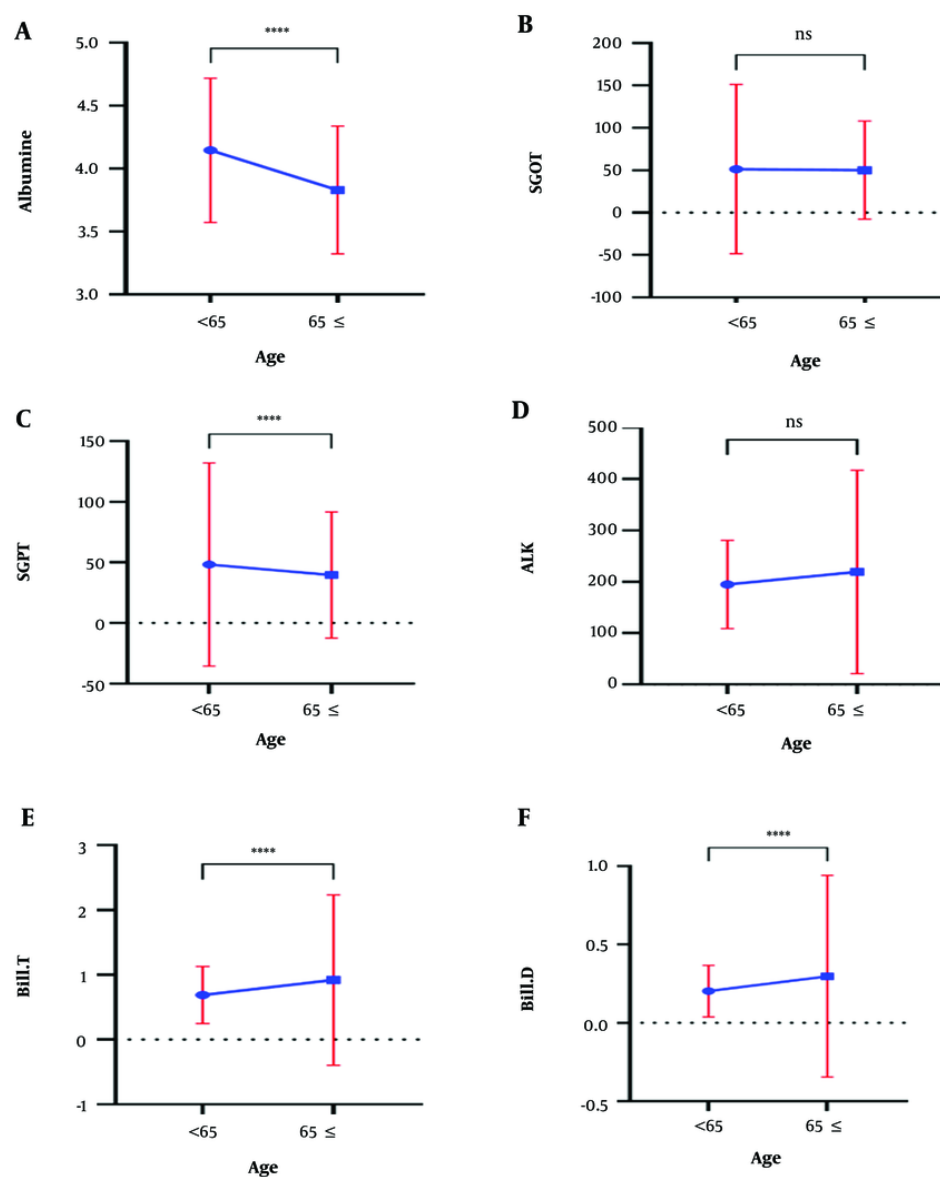 A
****
5.0
4.5
4.0
3.5
3.0
Albumine
<65
65 ≤
Age
B
ns
200
150
100
50
0
-50
-100
SGOT
<65
65 ≤
Age
C
****
150
100
50
0
-50
SGPT
<65
65 ≤
Age
D
ns
500
400
300
200
100
0
ALK
<65
65 ≤
Age
E
****
3
2
1
0
-1
Bill.T
<65
65 ≤
Age
F
****
1.0
0.5
0.0
-0.5
Bill.D
<65
65 ≤
Age